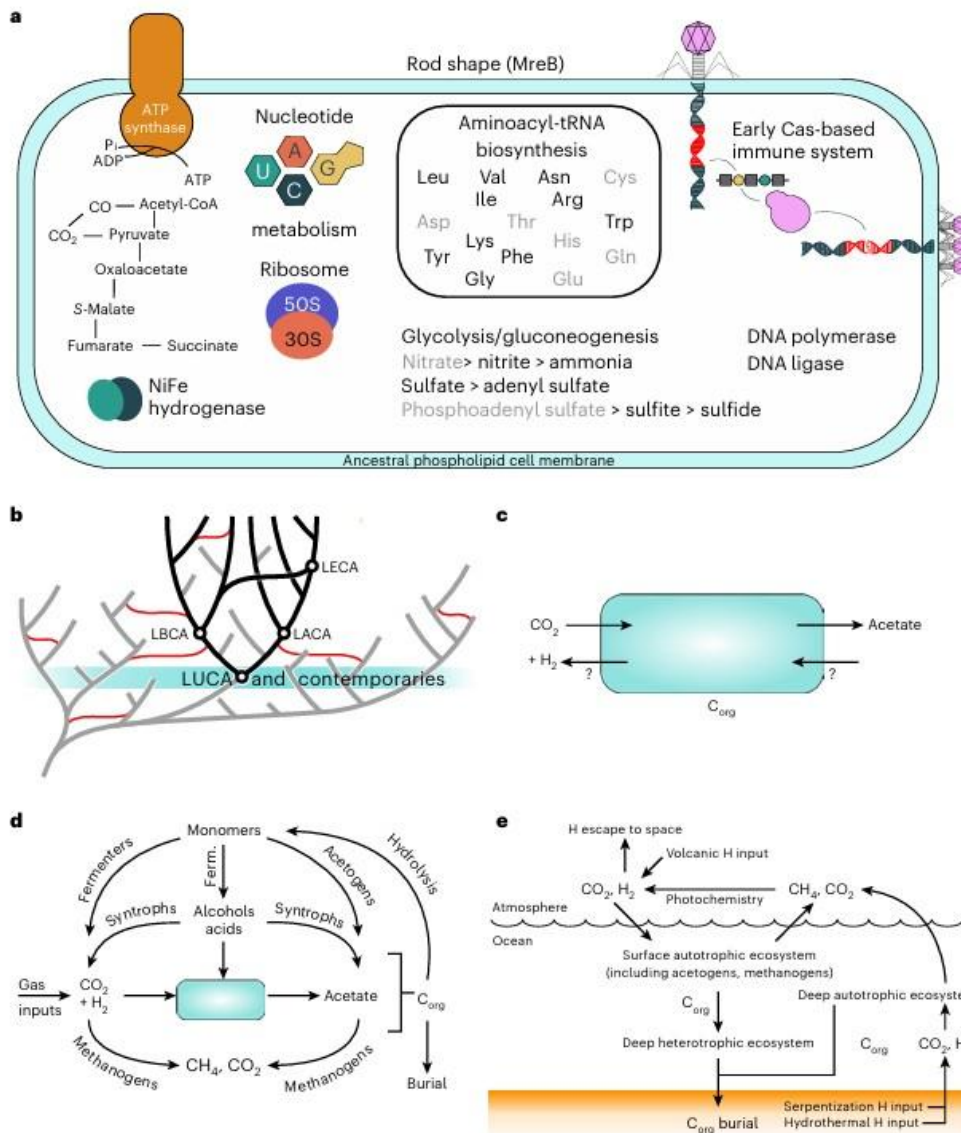 a
Rod shape (MreB)
ATP
synthase
Pi
ADP
ATP
CO
Acetyl-CoA
CO2
Pyruvate
Oxaloacetate
S-Malate
Fumarate
Succinate
NiFe
hydrogenase
Nucleotide
U
A
C
G
metabolism
Ribosome
50S
30S
Aminoacyl-tRNA
biosynthesis
Leu Val Asn Cys
Ile Arg
Asp Thr Trp
Lys His
Tyr Phe Gln
Gly Glu
Early Cas-based
immune system
Glycolysis/gluconeogenesis
Nitrate> nitrite > ammonia
Sulfate > adenyl sulfate
Phosphoadenyl sulfate > sulfite > sulfide
DNA polymerase
DNA ligase
Ancestral phospholipid cell membrane
b
LECA
LBCA
LACA
LUCA and contemporaries
c
CO2
Acetate
+ H2
?
?
Corg
d
Monomers
Fermenters
Ferm.
Acetogens
Hydrolysis
Syntrophs
Alcohols
acids
Syntrophs
Gas
inputs
CO2
+ H2
Acetate
Corg
Methanogens
CH4, CO2
Methanogens
Burial
e
H escape to space
Volcanic H input
CO2, H2
Photochemistry
CH4, CO2
Atmosphere
Ocean
Surface autotrophic ecosystem
(including acetogens, methanogens)
Corg
Deep autotrophic ecosyste
Deep heterotrophic ecosystem
Corg
CO2, H
Serpentization H input
Hydrothermal H input
Corg burial